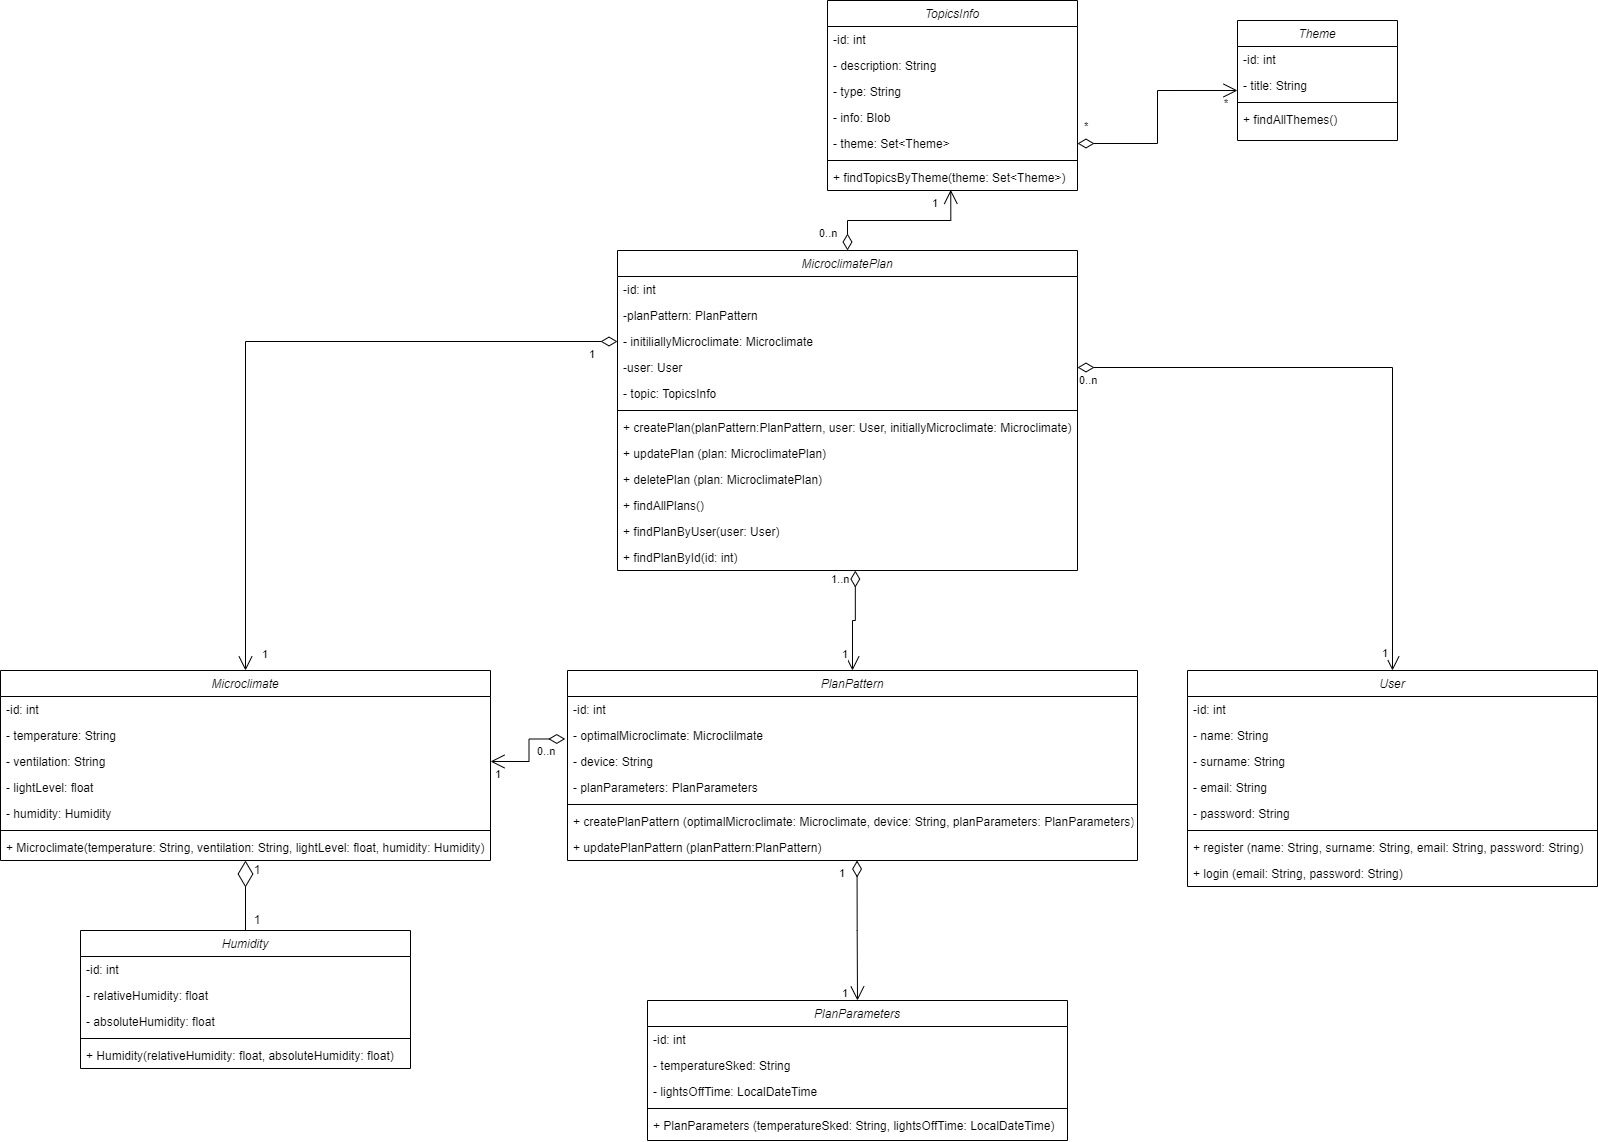 TopicsInfo
-id: int
- description: String
- type: String
- info: Blob
- theme: Set<Theme>
+ findTopicsByTheme(theme: Set<Theme>)
Theme
-id: int
- title: String
+ findAllThemes()
*
*
1
0..n
MicroclimatePlan
-id: int
-planPattern: PlanPattern
- initiliallyMicroclimate: Microclimate
-user: User
- topic: TopicsInfo
+ createPlan(planPattern:PlanPattern, user: User, initiallyMicroclimate: Microclimate)
+ updatePlan (plan: MicroclimatePlan)
+ deletePlan (plan: MicroclimatePlan)
+ findAllPlans()
+ findPlanByUser(user: User)
+ findPlanById(id: int)
1
0..n
1..n
1
1
1
Microclimate
-id: int
- temperature: String
- ventilation: String
- lightLevel: float
- humidity: Humidity
+ Microclimate(temperature: String, ventilation: String, lightLevel: float, humidity: Humidity)
0..n
1
PlanPattern
-id: int
- optimalMicroclimate: Microclilmate
- device: String
- planParameters: PlanParameters
+ createPlanPattern (optimalMicroclimate: Microclimate, device: String, planParameters: PlanParameters)
+ updatePlanPattern (planPattern:PlanPattern)
User
-id: int
- name: String
- surname: String
- email: String
- password: String
+ register (name: String, surname: String, email: String, password: String)
+ login (email: String, password: String)
1
1
Humidity
-id: int
- relativeHumidity: float
- absoluteHumidity: float
+ Humidity(relativeHumidity: float, absoluteHumidity: float)
1
1
PlanParameters
-id: int
- temperatureSked: String
- lightsOffTime: LocalDateTime
+ PlanParameters (temperatureSked: String, lightsOffTime: LocalDateTime)